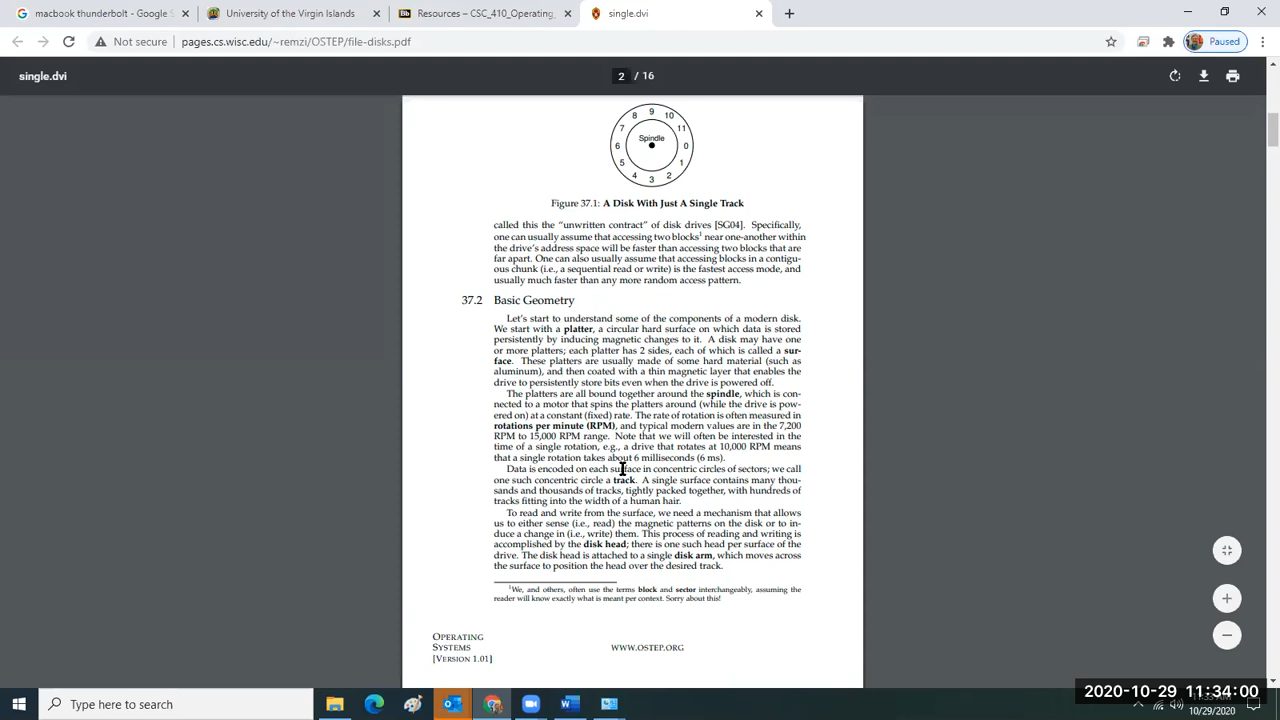 macbook thunderbolt - Google S
University of the Virgin Islands
Resources – CSC_410_Operating_
single.dvi
Not secure
pages.cs.wisc.edu/~remzi/OSTEP/file-disks.pdf
Paused
single.dvi
2 / 16
9
8 10
7 11
Spindle
6 0
5 1
4 2
3
Figure 37.1: A Disk With Just A Single Track
called this the “unwritten contract” of disk drives [SG04]. Specifically,
one can usually assume that accessing two blocks1 near one-another within
the drive's address space will be faster than accessing two blocks that are
far apart. One can also usually assume that accessing blocks in a contigu-
ous chunk (i.e., a sequential read or write) is the fastest access mode, and
usually much faster than any more random access pattern.
37.2 Basic Geometry
Let's start to understand some of the components of a modern disk.
We start with a platter, a circular hard surface on which data is stored
persistently by inducing magnetic changes to it. A disk may have one
or more platters; each platter has 2 sides, each of which is called a sur-
face. These platters are usually made of some hard material (such as
aluminum), and then coated with a thin magnetic layer that enables the
drive to persistently store bits even when the drive is powered off.
The platters are all bound together around the spindle, which is con-
nected to a motor that spins the platters around (while the drive is pow-
ered on) at a constant (fixed) rate. The rate of rotation is often measured in
rotations per minute (RPM), and typical modern values are in the 7,200
RPM to 15,000 RPM range. Note that we will often be interested in the
time of a single rotation, e.g., a drive that rotates at 10,000 RPM means
that a single rotation takes about 6 milliseconds (6 ms).
Data is encoded on each surface in concentric circles of sectors; we call
one such concentric circle a track. A single surface contains many thou-
sands and thousands of tracks, tightly packed together, with hundreds of
tracks fitting into the width of a human hair.
To read and write from the surface, we need a mechanism that allows
us to either sense (i.e., read) the magnetic patterns on the disk or to in-
duce a change in (i.e., write) them. This process of reading and writing is
accomplished by the disk head; there is one such head per surface of the
drive. The disk head is attached to a single disk arm, which moves across
the surface to position the head over the desired track.
1We, and others, often use the terms block and sector interchangeably, assuming the
reader will know exactly what is meant per context. Sorry about this!
OPERATING
SYSTEMS
[VERSION 1.01]
WWW.OSTEP.ORG
Type here to search
2020-10-29 11:34:00
10/29/2020